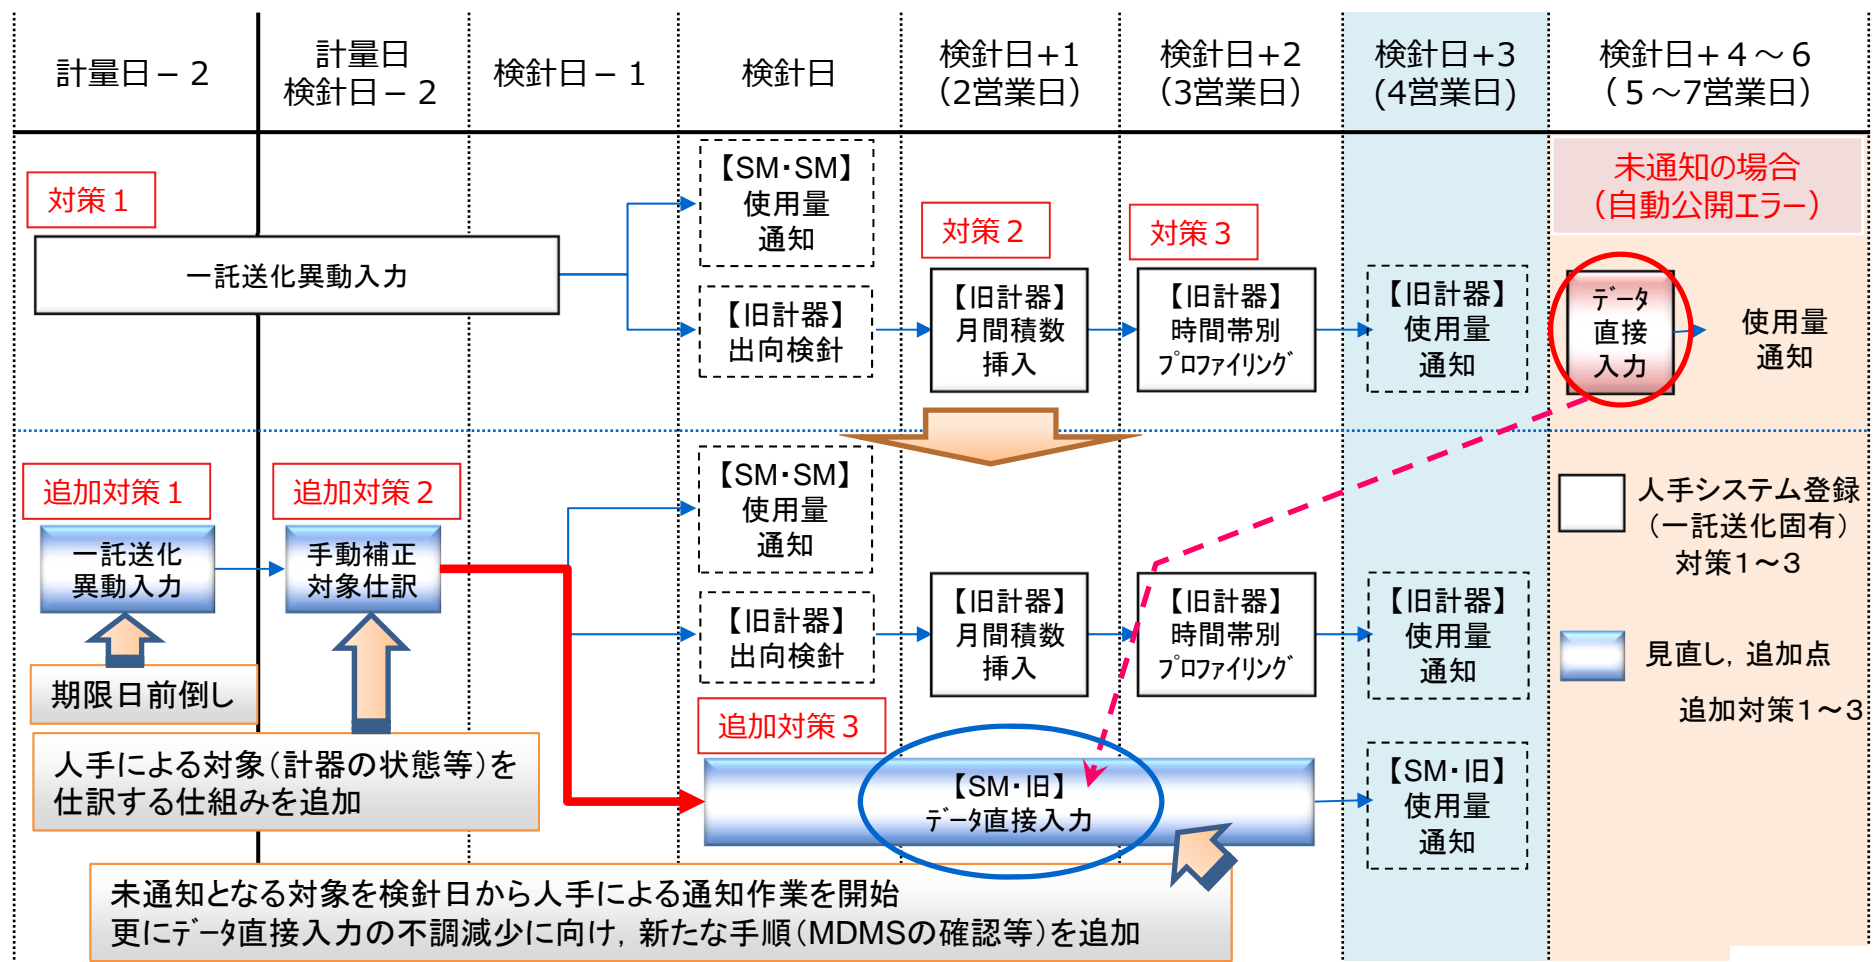 計量日－2
計量日
検針日－2
検針日－1
検針日
検針日+1
（2営業日）
検針日+2
（3営業日）
検針日+3
(4営業日)
検針日+４～６
（５～7営業日）
対策１
一託送化異動入力
【SM・SM】
使用量
通知
【旧計器】
出向検針
対策２
【旧計器】
月間積数
挿入
対策３
【旧計器】
時間帯別
ﾌﾟﾛﾌｧｲﾘﾝｸﾞ
【旧計器】
使用量
通知
未通知の場合
（自動公開エラー）
ﾃﾞｰﾀ
直接
入力
使用量
通知
追加対策１
一託送化
異動入力
期限日前倒し
追加対策２
手動補正
対象仕訳
人手による対象（計器の状態等）を
仕訳する仕組みを追加
【SM・SM】
使用量
通知
【旧計器】
出向検針
【旧計器】
月間積数
挿入
【旧計器】
時間帯別
ﾌﾟﾛﾌｧｲﾘﾝｸﾞ
【旧計器】
使用量
通知
追加対策３
【SM・旧】
ﾃﾞｰﾀ直接入力
【SM・旧】
使用量
通知
未通知となる対象を検針日から人手による通知作業を開始
更にﾃﾞｰﾀ直接入力の不調減少に向け，新たな手順（MDMSの確認等）を追加
人手システム登録
（一託送化固有）
対策１～３
見直し，追加点
追加対策１～３